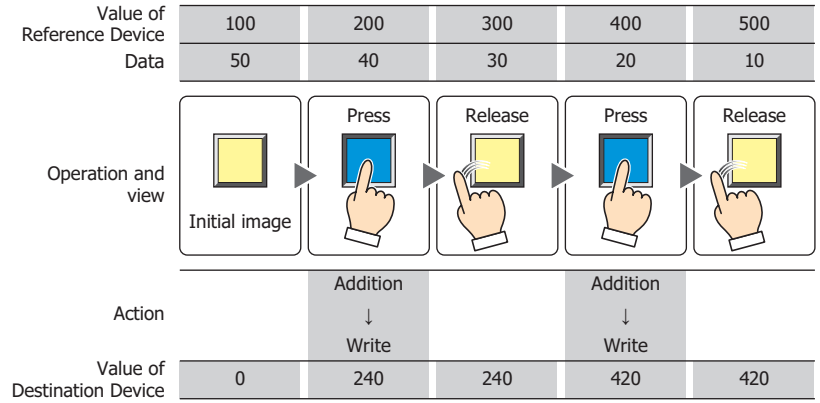 Value of
Reference Device 100 200 300 400 500
Data 50 40 30 20 10
Press Release Press Release
Operation and
view
Initial image
Addition Addition
Action ↓ ↓
Write Write
Value of
Destination Device 0 240 240 420 420